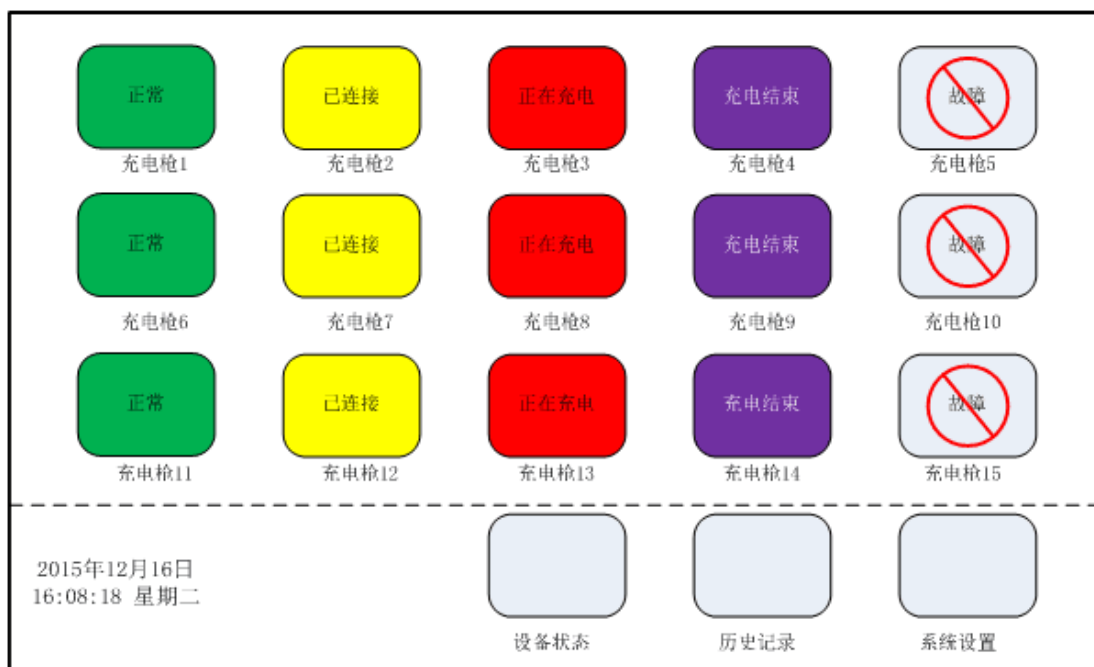 正常 已连接 正在充电 充电结束 故障
充电枪1 充电枪2 充电枪3 充电枪4 充电枪5
正常 已连接 正在充电 充电结束 故障
充电枪6 充电枪7 充电枪8 充电枪9 充电枪10
正常 已连接 正在充电 充电结束 故障
充电枪11 充电枪12 充电枪13 充电枪14 充电枪15
2015年12月16日
16:08:18 星期二
设备状态 历史记录 系统设置